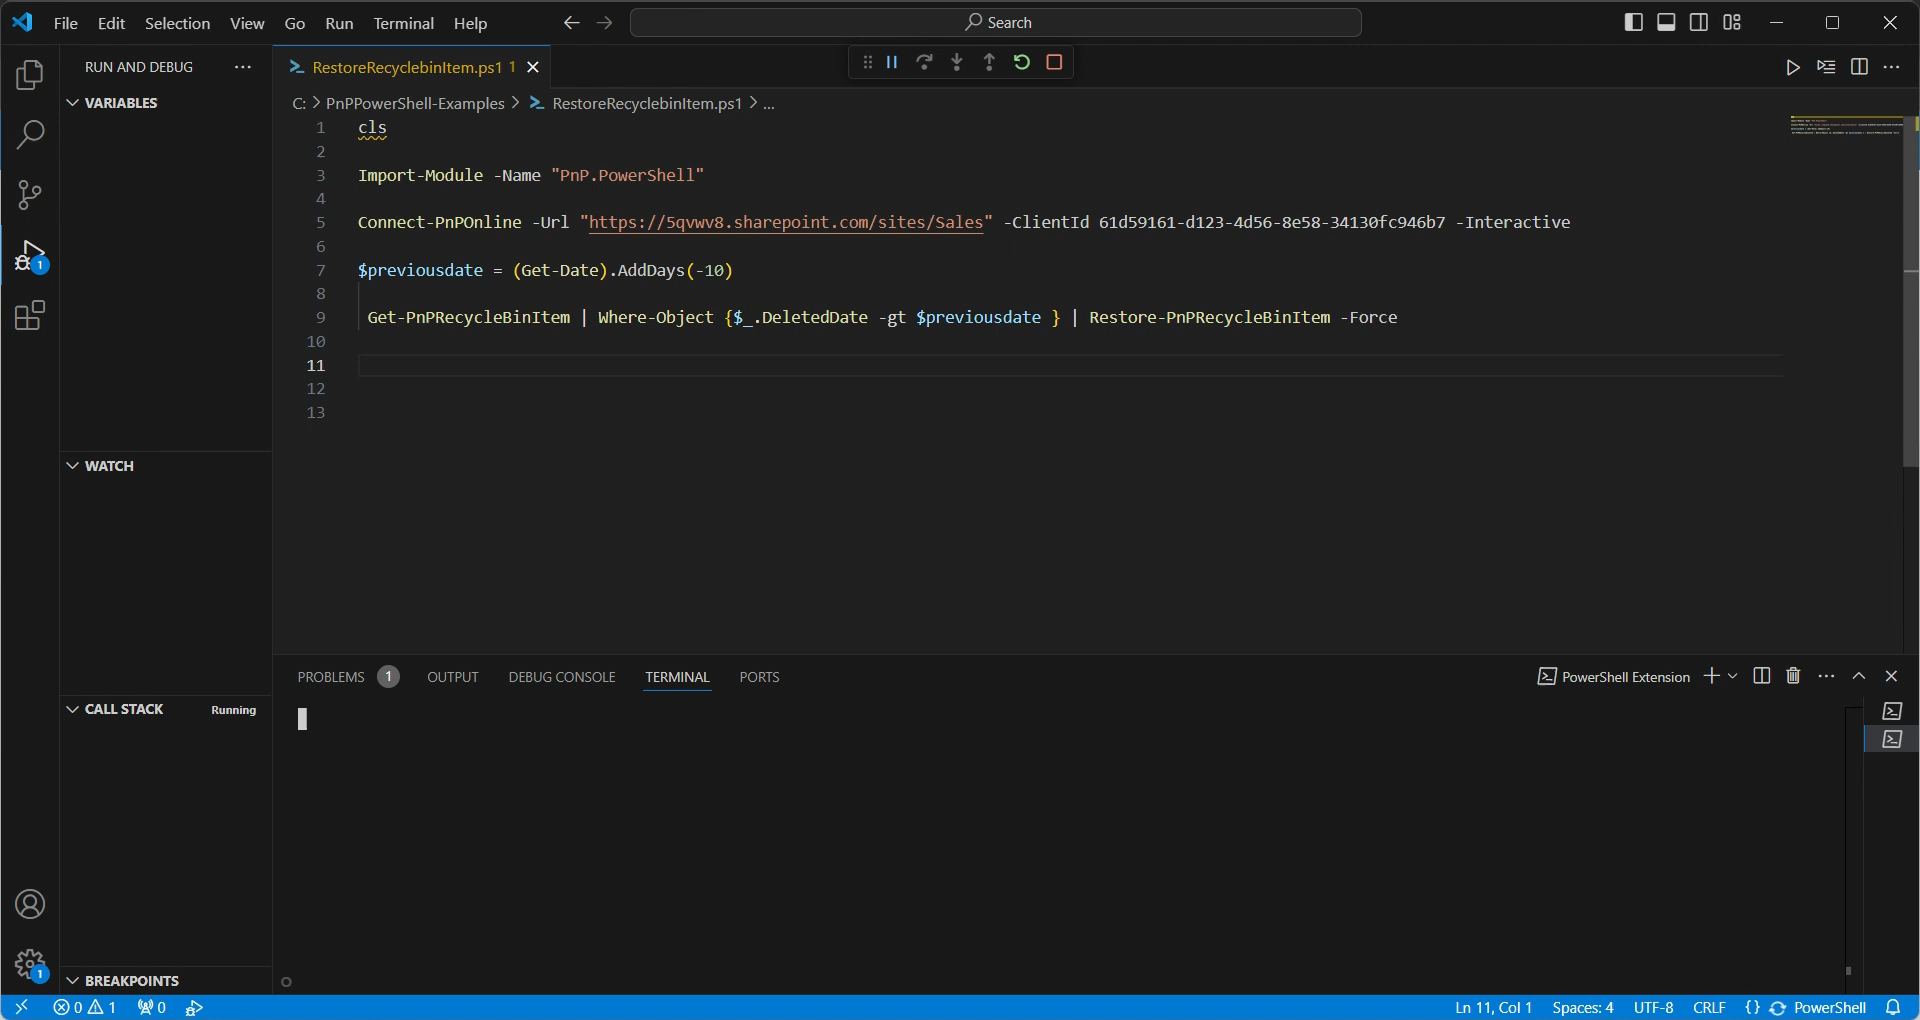 File Edit Selection View Go Run Terminal Help
Search
RUN AND DEBUG
RestoreRecyclebinItem.ps1 1
VARIABLES
C: > PnPPowerShell-Examples > RestoreRecyclebinItem.ps1 > ...
1 cls
2
3 Import-Module -Name "PnP.PowerShell"
4
5 Connect-PnPOnline -Url "https://5qvwv8.sharepoint.com/sites/Sales" -ClientId 61d59161-d123-4d56-8e58-34130fc946b7 -Interactive
6
7 $previousdate = (Get-Date).AddDays(-10)
8
9 Get-PnPRecycleBinItem | Where-Object {$_.DeletedDate -gt $previousdate } | Restore-PnPRecycleBinItem -Force
10
11
12
13
WATCH
PROBLEMS 1 OUTPUT DEBUG CONSOLE TERMINAL PORTS
PowerShell Extension
CALL STACK Running
1
1
BREAKPOINTS
0 1 0
Ln 11, Col 1 Spaces: 4 UTF-8 CRLF {} PowerShell